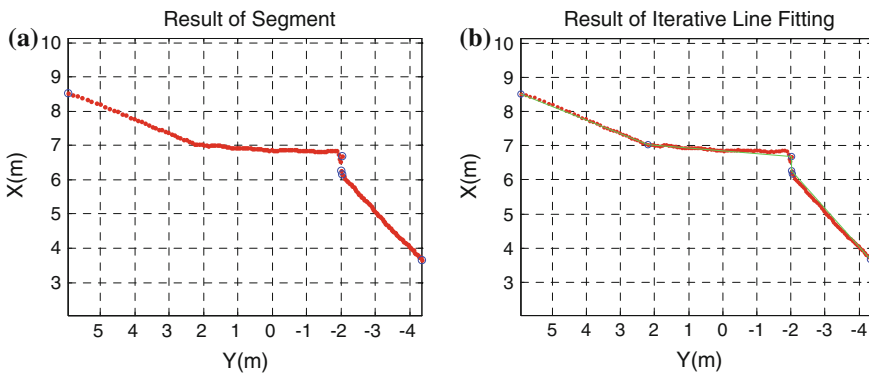 (a)
Result of Segment
10
9
8
7
6
5
4
3
X(m)
5 4 3 2 1 0 -1 -2 -3 -4
Y(m)
(b)
Result of Iterative Line Fitting
10
9
8
7
6
5
4
3
X(m)
5 4 3 2 1 0 -1 -2 -3 -4
Y(m)